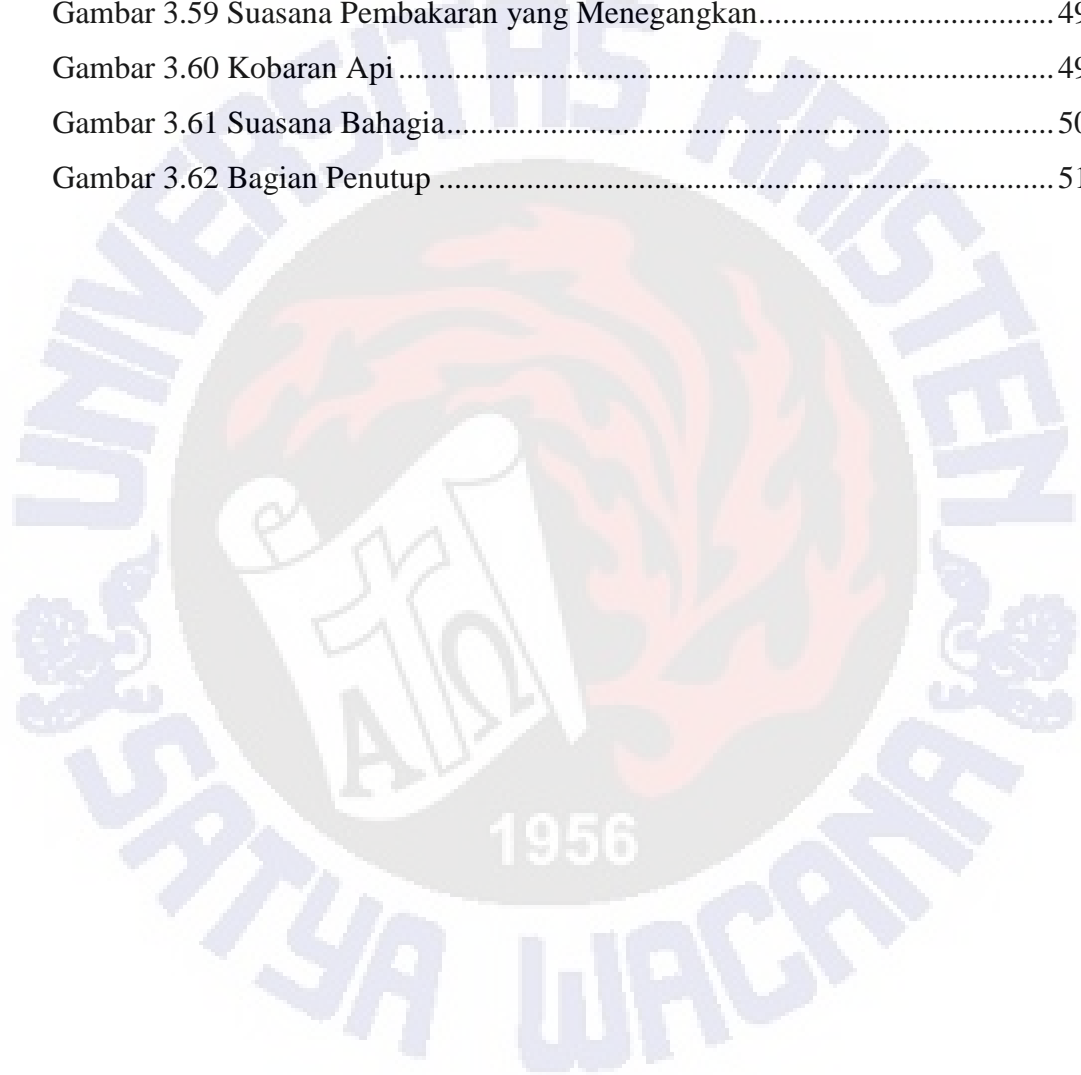 Gambar 3.59 Suasana Pembakaran yang Menegangkan.................................... 49
Gambar 3.60 Kobaran Api ................................................................................... 49
Gambar 3.61 Suasana Bahagia............................................................................. 50
Gambar 3.62 Bagian Penutup .............................................................................. 51
UNIVERSITAS KRISTEN
Α Ω
1956
SATYA WACANA